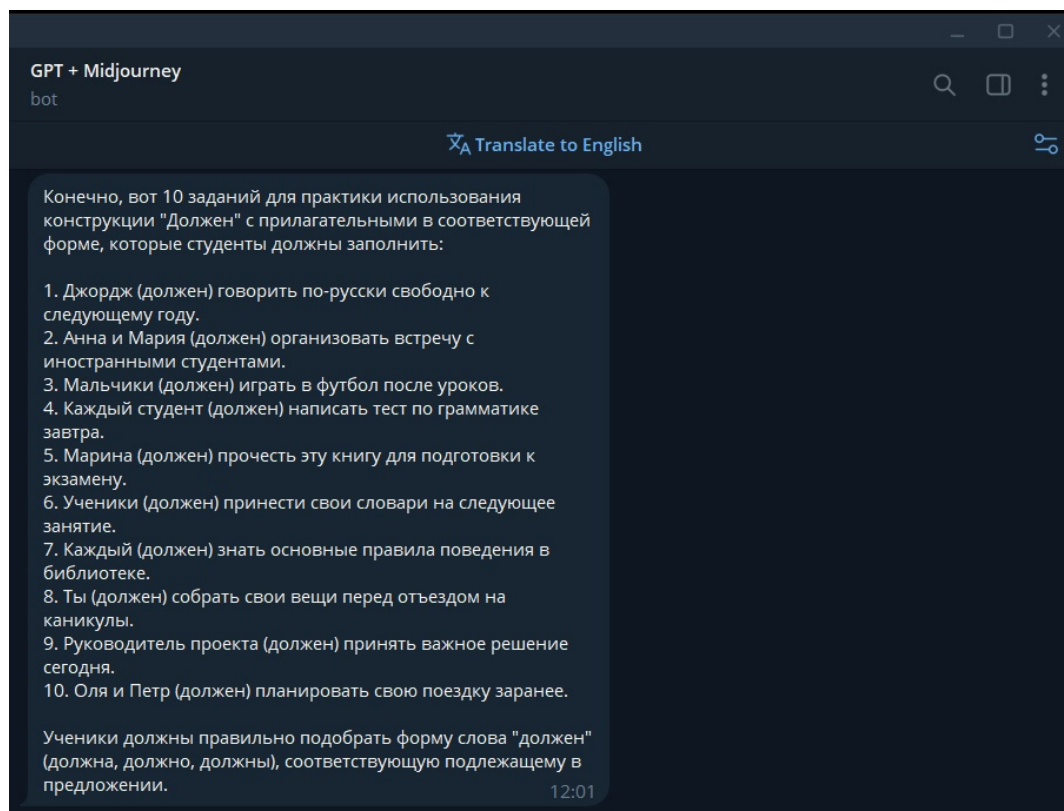 GPT + Midjourney
bot
Translate to English
Конечно, вот 10 заданий для практики использования
конструкции "Должен" с прилагательными в соответствующей
форме, которые студенты должны заполнить:
1. Джордж (должен) говорить по-русски свободно к
следующему году.
2. Анна и Мария (должен) организовать встречу с
иностранными студентами.
3. Мальчики (должен) играть в футбол после уроков.
4. Каждый студент (должен) написать тест по грамматике
завтра.
5. Марина (должен) прочесть эту книгу для подготовки к
экзамену.
6. Ученики (должен) принести свои словари на следующее
занятие.
7. Каждый (должен) знать основные правила поведения в
библиотеке.
8. Ты (должен) собрать свои вещи перед отъездом на
каникулы.
9. Руководитель проекта (должен) принять важное решение
сегодня.
10. Оля и Петр (должен) планировать свою поездку заранее.
Ученики должны правильно подобрать форму слова "должен"
(должна, должно, должны), соответствующую подлежащему в
предложении.
12:01